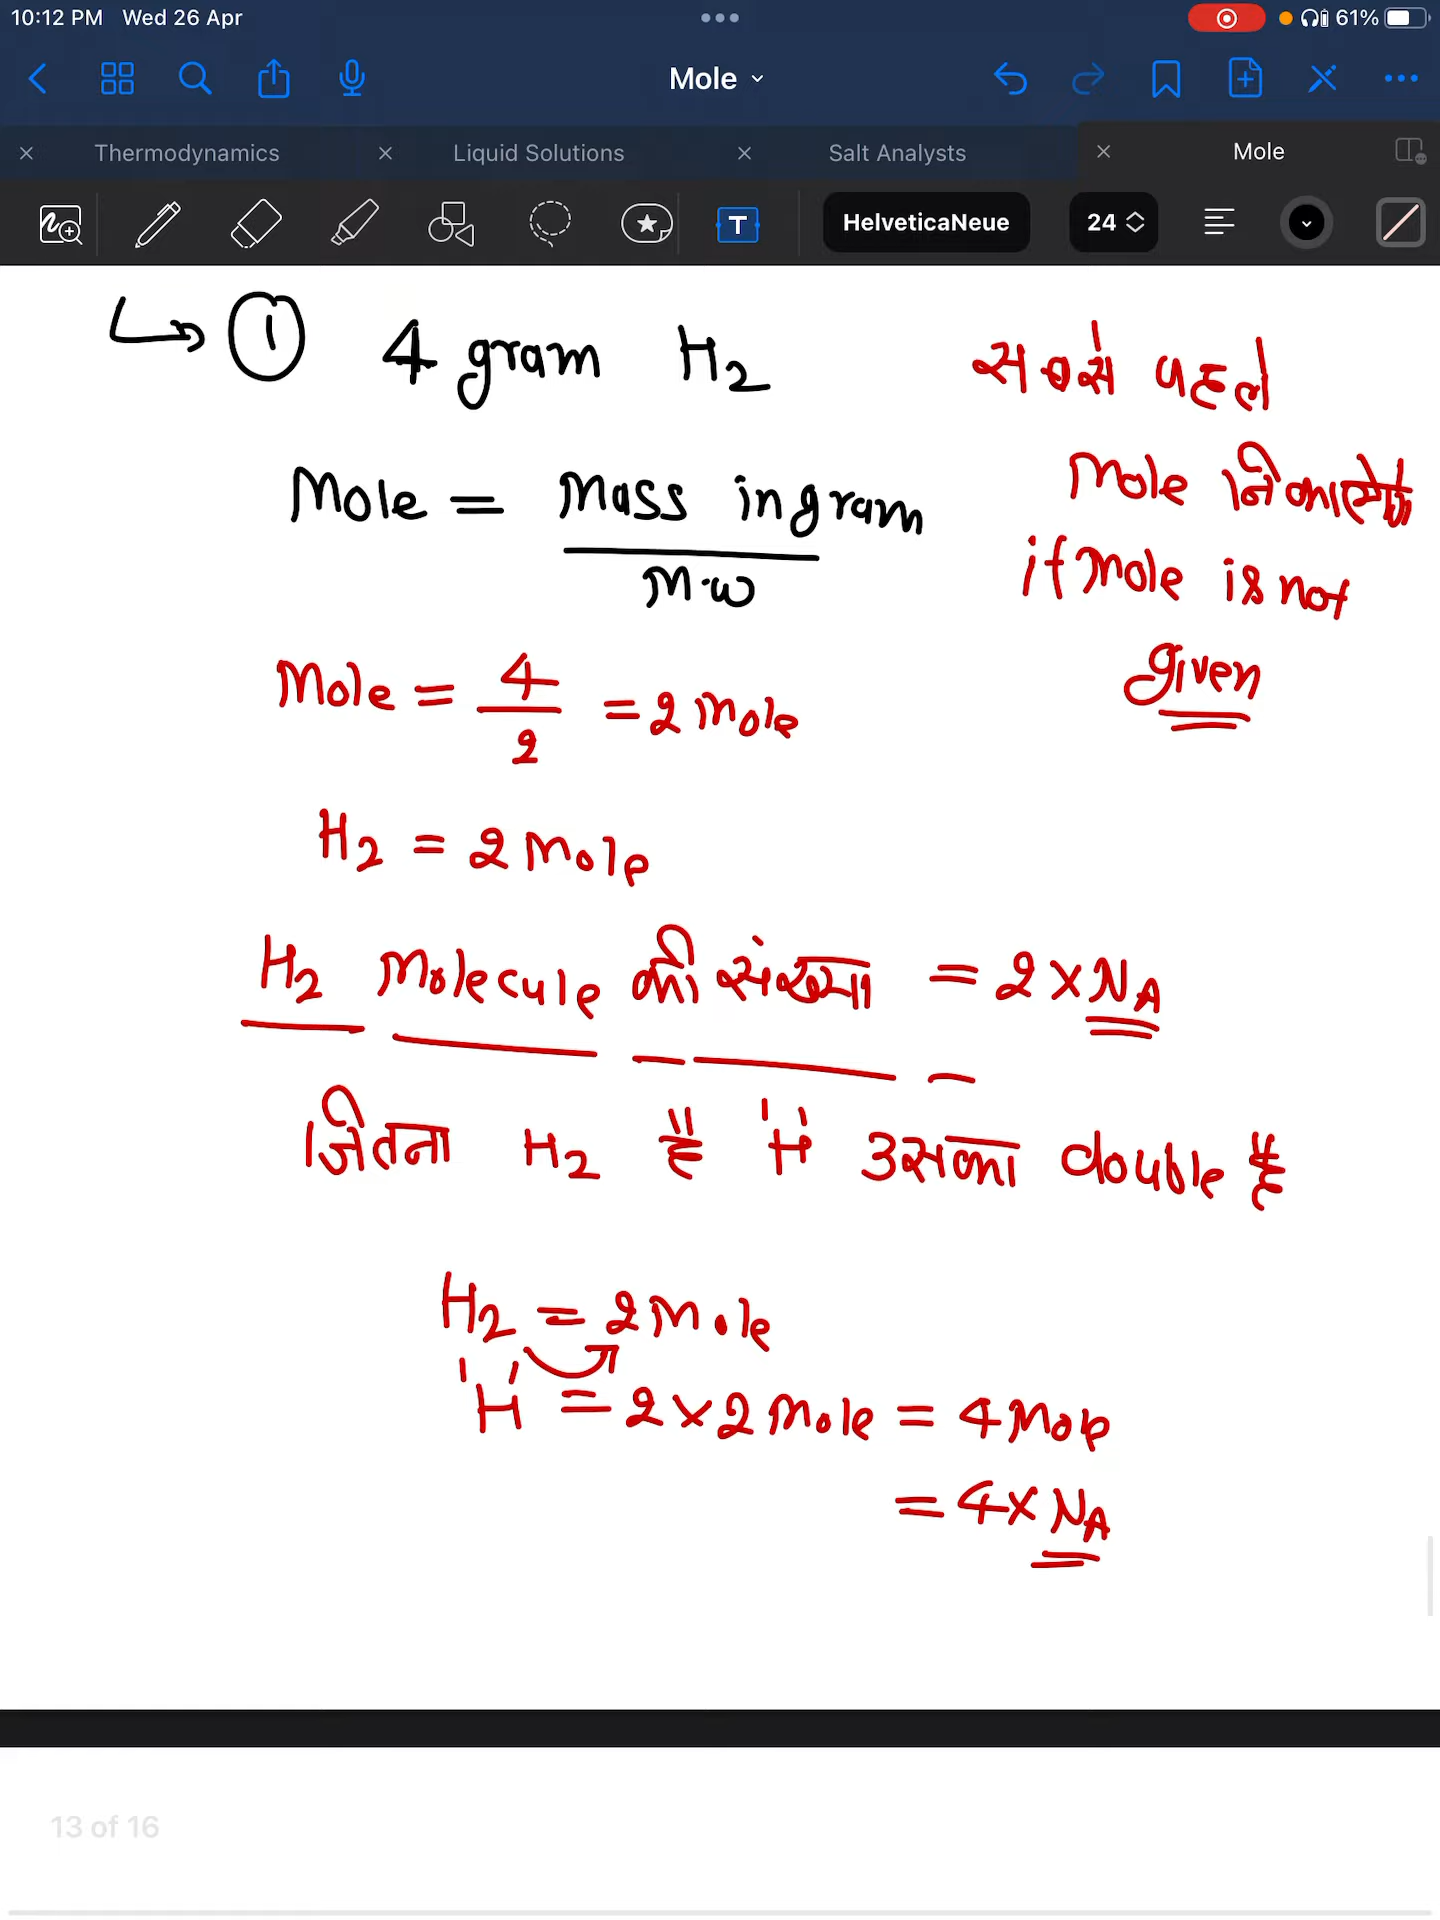 10:12 PM Wed 26 Apr 61%
Mole
Thermodynamics Liquid Solutions Salt Analysts Mole
T HelveticaNeue 24
① 4 gram H₂ सबसे पहले
Mole = Mass in gram Mole निकालेंगे
M.w if Mole is not
Mole = 4 = 2 Mole given
2
H₂ = 2 Mole
H₂ Molecule की संख्या = 2 × N_A
जितना H₂ है 'H' उसका double है
H₂ = 2 Mole
'H' = 2 × 2 Mole = 4 Mole
= 4 × N_A
13 of 16